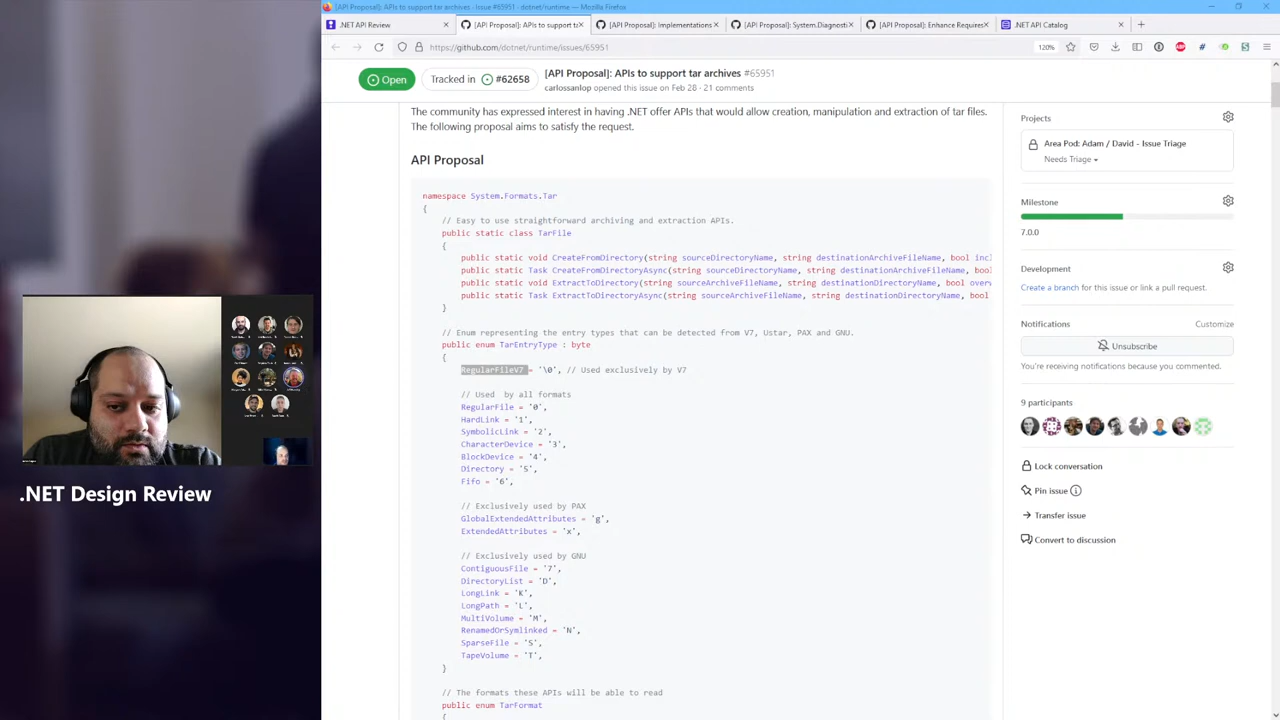 [API Proposal]: APIs to support tar archives · Issue #65951 · dotnet/runtime — Mozilla Firefox
.NET API Review
[API Proposal]: APIs to support ta
[API Proposal]: Implementations
[API Proposal]: System.Diagnosti
[API Proposal]: Enhance Requires
.NET API Catalog
https://github.com/dotnet/runtime/issues/65951
120%
Open
Tracked in #62658
[API Proposal]: APIs to support tar archives #65951
carlossanlop opened this issue on Feb 28 · 21 comments
The community has expressed interest in having .NET offer APIs that would allow creation, manipulation and extraction of tar files.
The following proposal aims to satisfy the request.
API Proposal
namespace System.Formats.Tar
{
// Easy to use straightforward archiving and extraction APIs.
public static class TarFile
{
public static void CreateFromDirectory(string sourceDirectoryName, string destinationArchiveFileName, bool incl
public static Task CreateFromDirectoryAsync(string sourceDirectoryName, string destinationArchiveFileName, bool
public static void ExtractToDirectory(string sourceArchiveFileName, string destinationDirectoryName, bool overw
public static Task ExtractToDirectoryAsync(string sourceArchiveFileName, string destinationDirectoryName, bool
}
// Enum representing the entry types that can be detected from V7, Ustar, PAX and GNU.
public enum TarEntryType : byte
{
RegularFileV7 = '\0', // Used exclusively by V7
// Used  by all formats
RegularFile = '0',
HardLink = '1',
SymbolicLink = '2',
CharacterDevice = '3',
BlockDevice = '4',
Directory = '5',
Fifo = '6',
// Exclusively used by PAX
GlobalExtendedAttributes = 'g',
ExtendedAttributes = 'x',
// Exclusively used by GNU
ContiguousFile = '7',
DirectoryList = 'D',
LongLink = 'K',
LongPath = 'L',
MultiVolume = 'M',
RenamedOrSymlinked = 'N',
SparseFile = 'S',
TapeVolume = 'T',
}
// The formats these APIs will be able to read
public enum TarFormat
{
Projects
Area Pod: Adam / David - Issue Triage
Needs Triage
Milestone
7.0.0
Development
Create a branch for this issue or link a pull request.
Notifications
Customize
Unsubscribe
You're receiving notifications because you commented.
9 participants
Lock conversation
Pin issue
Transfer issue
Convert to discussion
.NET Design Review